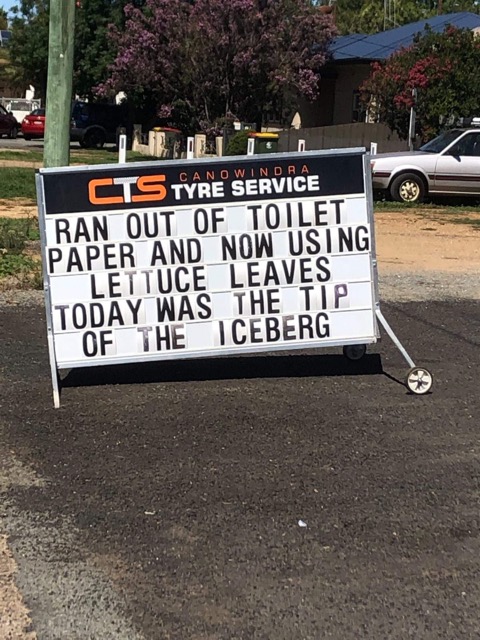 CTS CANOWINDRA
TYRE SERVICE
RAN OUT OF TOILET
PAPER AND NOW USING
LETTUCE LEAVES
TODAY WAS THE TIP
OF THE ICEBERG